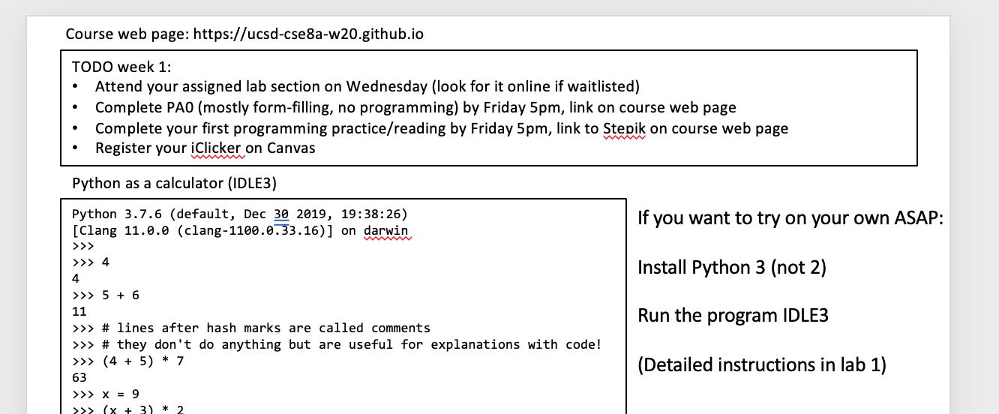 Course web page: https://ucsd-cse8a-w20.github.io
TODO week 1:
• Attend your assigned lab section on Wednesday (look for it online if waitlisted)
• Complete PA0 (mostly form-filling, no programming) by Friday 5pm, link on course web page
• Complete your first programming practice/reading by Friday 5pm, link to Stepik on course web page
• Register your iClicker on Canvas
Python as a calculator (IDLE3)
Python 3.7.6 (default, Dec 30 2019, 19:38:26)
[Clang 11.0.0 (clang-1100.0.33.16)] on darwin
>>>
>>> 4
4
>>> 5 + 6
11
>>> # lines after hash marks are called comments
>>> # they don't do anything but are useful for explanations with code!
>>> (4 + 5) * 7
63
>>> x = 9
>>> (x + 3) * 2
If you want to try on your own ASAP:
Install Python 3 (not 2)
Run the program IDLE3
(Detailed instructions in lab 1)